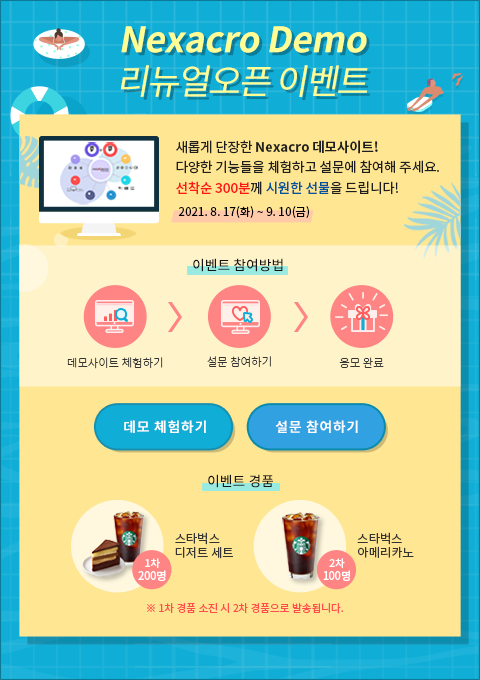 Nexacro Demo
리뉴얼오픈 이벤트
새롭게 단장한 Nexacro 데모사이트!
다양한 기능들을 체험하고 설문에 참여해 주세요.
선착순 300분께 시원한 선물을 드립니다!
2021. 8. 17(화) ~ 9. 10(금)
이벤트 참여방법
데모사이트 체험하기
설문 참여하기
응모 완료
데모 체험하기
설문 참여하기
이벤트 경품
스타벅스
디저트 세트
1차
200명
스타벅스
아메리카노
2차
100명
※ 1차 경품 소진 시 2차 경품으로 발송됩니다.